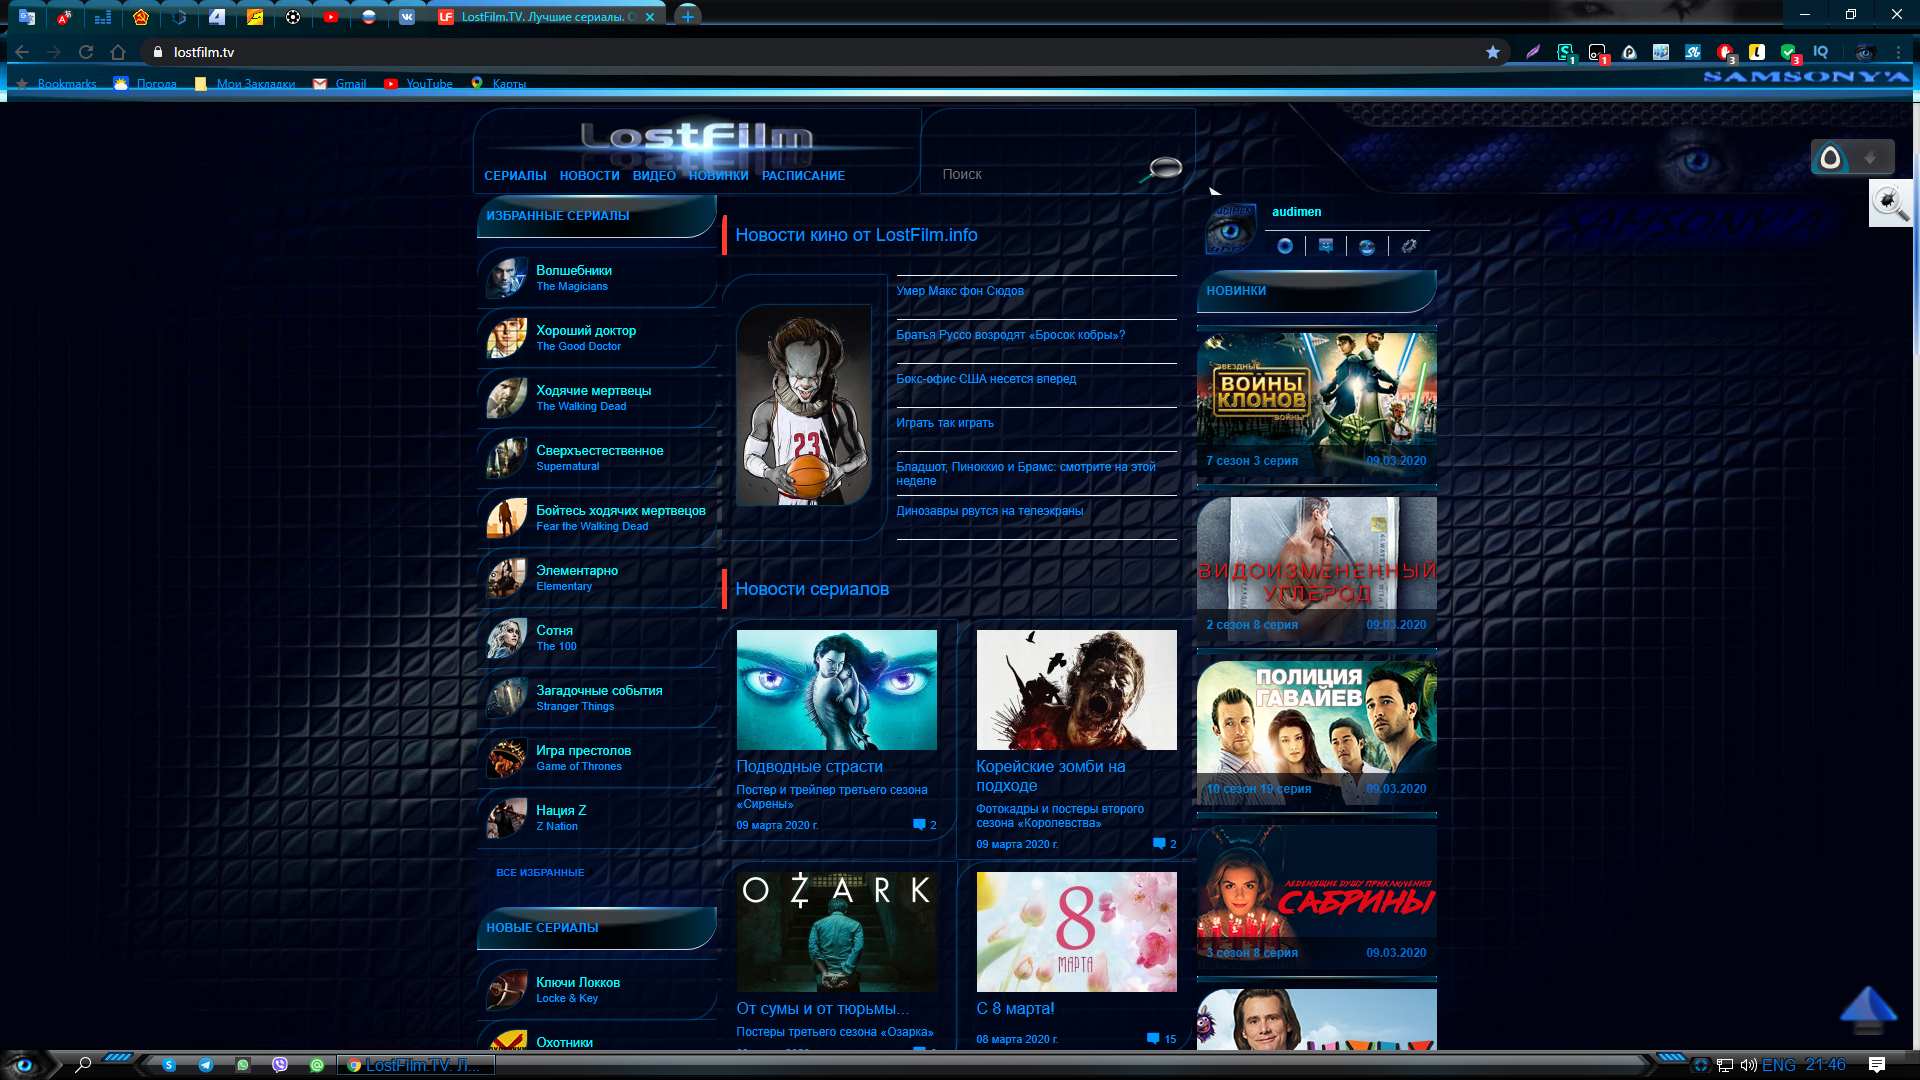 LostFilm.TV. Лучшие сериалы.
lostfilm.tv
1
1
3
3
IQ
Bookmarks
Погода
Мои Закладки
Gmail
YouTube
Карты
SAMSONY'A
LostFilm
СЕРИАЛЫ НОВОСТИ ВИДЕО НОВИНКИ РАСПИСАНИЕ
Поиск
ИЗБРАННЫЕ СЕРИАЛЫ
Волшебники
The Magicians
Хороший доктор
The Good Doctor
Ходячие мертвецы
The Walking Dead
Сверхъестественное
Supernatural
Бойтесь ходячих мертвецов
Fear the Walking Dead
Элементарно
Elementary
Сотня
The 100
Загадочные события
Stranger Things
Игра престолов
Game of Thrones
Нация Z
Z Nation
ВСЕ ИЗБРАННЫЕ
НОВЫЕ СЕРИАЛЫ
Ключи Локков
Locke & Key
Охотники
Новости кино от LostFilm.info
23
Умер Макс фон Сюдов
Братья Руссо возродят «Бросок кобры»?
Бокс-офис США несется вперед
Играть так играть
Бладшот, Пиноккио и Брамс: смотрите на этой
неделе
Динозавры рвутся на телеэкраны
Новости сериалов
Подводные страсти
Постер и трейлер третьего сезона
«Сирены»
09 марта 2020 г.
2
Корейские зомби на
подходе
Фотокадры и постеры второго
сезона «Королевства»
09 марта 2020 г.
2
OZARK
От сумы и от тюрьмы...
Постеры третьего сезона «Озарка»
8
МАРТА
С 8 марта!
08 марта 2020 г.
15
audimen
НОВИНКИ
ЗВЕЗДНЫЕ
ВОЙНЫ
КЛОНОВ
ВОЙНЫ
7 сезон 3 серия
09.03.2020
ВИДОИЗМЕНЕННЫЙ
УГЛЕРОД
2 сезон 8 серия
09.03.2020
ПОЛИЦИЯ
ГАВАЙЕВ
10 сезон 19 серия
09.03.2020
ЛЕДЕНЯЩИЕ ДУШУ ПРИКЛЮЧЕНИЯ
САБРИНЫ
3 сезон 8 серия
09.03.2020
LostFilm.TV. Л...
ENG
21:46